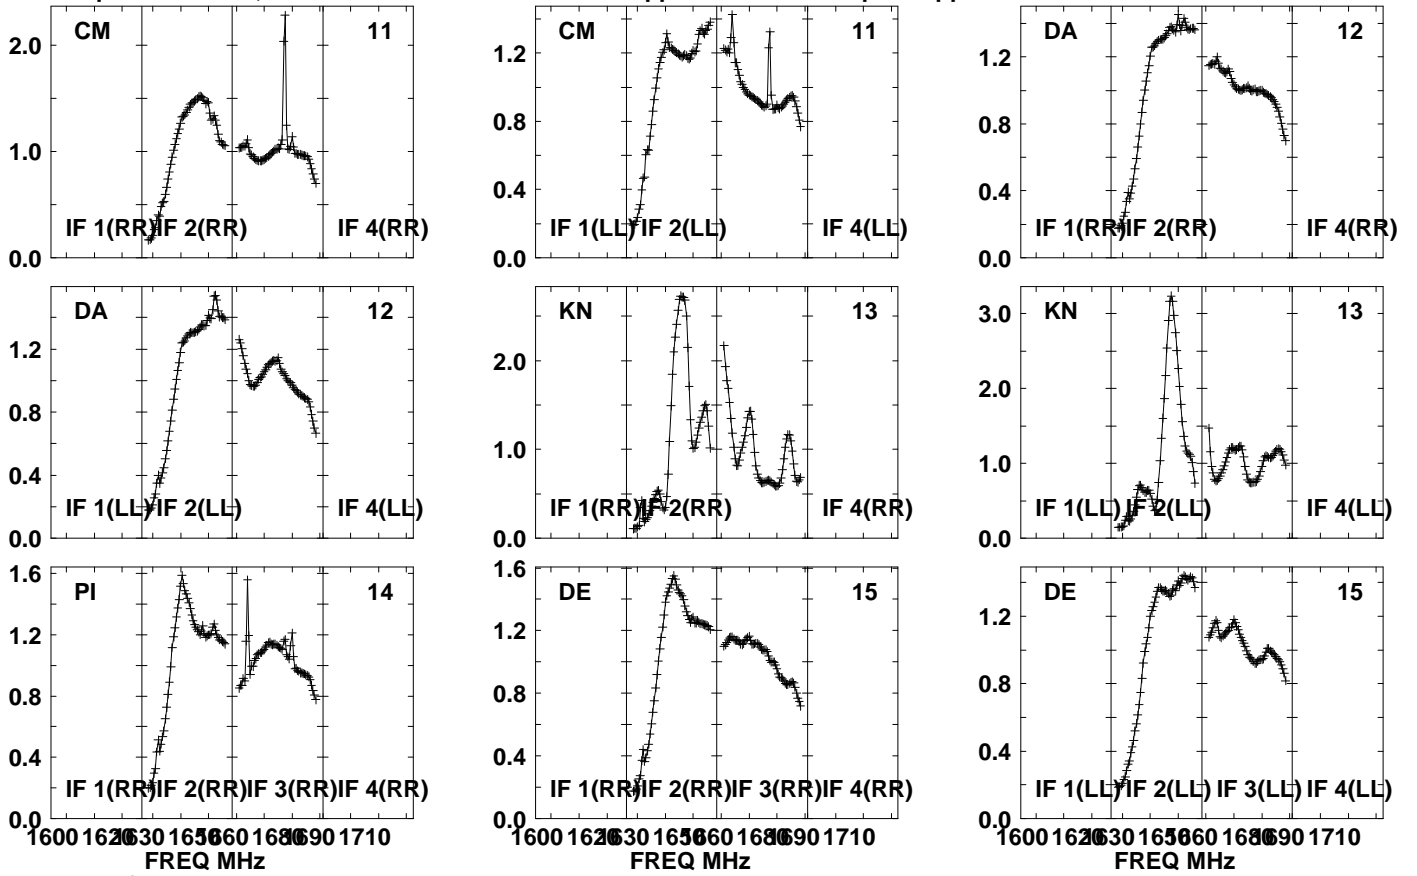 CM 11 CM 11 DA 12
2.0 1.2 1.2
1.0 0.8 0.8
0.4 0.4
IF 1(RR) IF 2(RR) IF 4(RR) IF 1(LL) IF 2(LL) IF 4(LL) IF 1(RR) IF 2(RR) IF 4(RR)
0.0 0.0 0.0
DA 12 KN 13 KN 13
1.2 2.0 3.0
0.8 1.0 2.0
0.4 1.0
IF 1(LL) IF 2(LL) IF 4(LL) IF 1(RR) IF 2(RR) IF 4(RR) IF 1(LL) IF 2(LL) IF 4(LL)
0.0 0.0 0.0
PI 14 DE 15 DE 15
1.6 1.6 1.2
1.2 1.2 0.8
0.8 0.8 0.4
0.4 0.4
IF 1(RR) IF 2(RR) IF 3(RR) IF 4(RR) IF 1(RR) IF 2(RR) IF 3(RR) IF 4(RR) IF 1(LL) IF 2(LL) IF 3(LL) IF 4(LL)
0.0 0.0 0.0
1600 1620 1630 1650 1660 1680 1690 1710 1600 1620 1630 1650 1660 1680 1690 1710 1600 1620 1630 1650 1660 1680 1690 1710
FREQ MHz FREQ MHz FREQ MHz